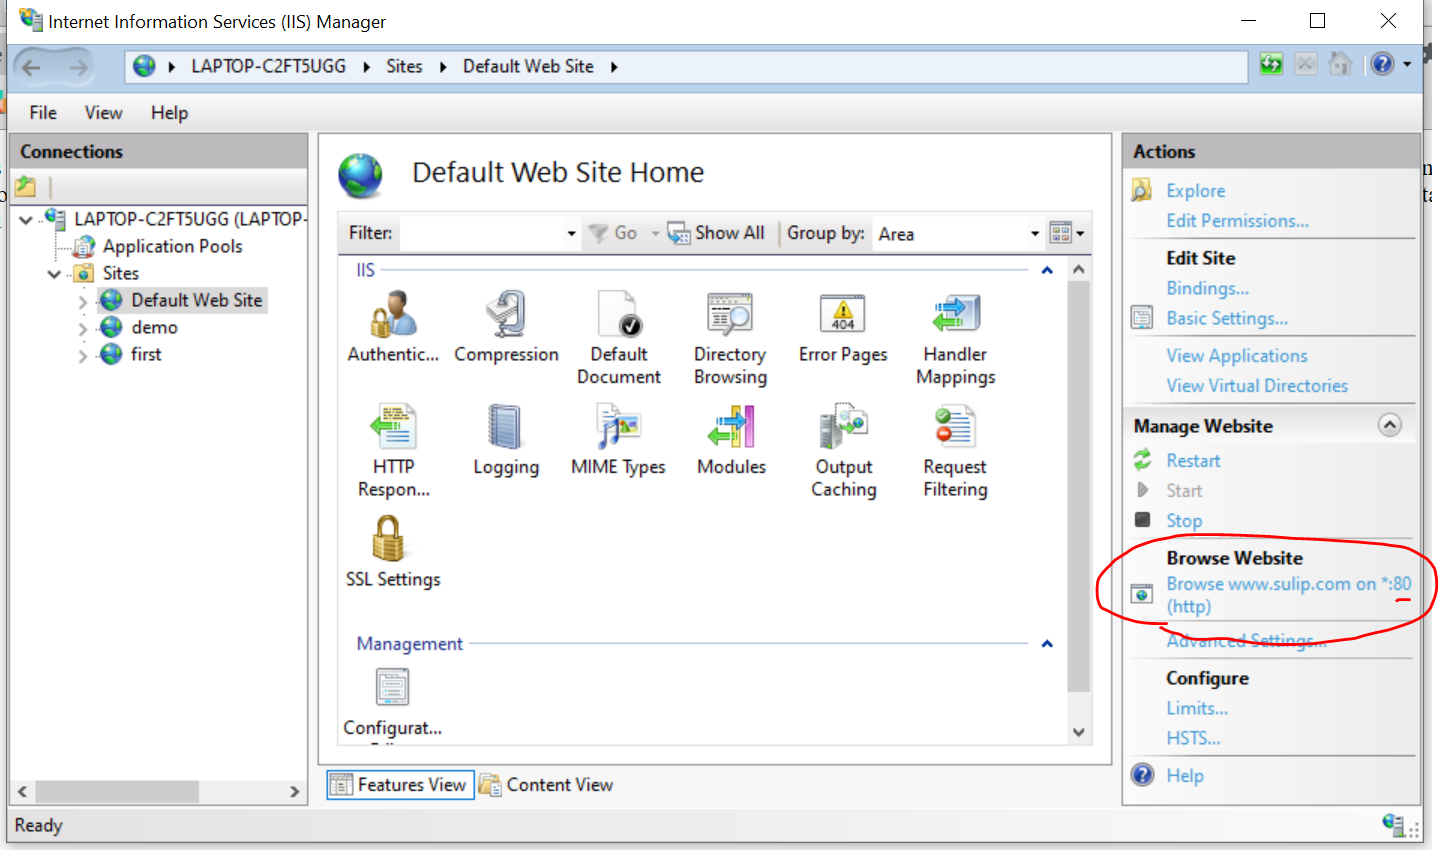 Internet Information Services (IIS) Manager
LAPTOP-C2FT5UGG Sites Default Web Site
File View Help
Connections
LAPTOP-C2FT5UGG (LAPTOP-
Application Pools
Sites
Default Web Site
demo
first
Default Web Site Home
Filter: Go Show All Group by: Area
IIS
Authentic... Compression Default Document Directory Browsing Error Pages 404 Handler Mappings
HTTP Respon... Logging MIME Types Modules Output Caching Request Filtering
SSL Settings
Management
Configurat...
Features View Content View
Actions
Explore
Edit Permissions...
Edit Site
Bindings...
Basic Settings...
View Applications
View Virtual Directories
Manage Website
Restart
Start
Stop
Browse Website
Browse www.sulip.com on *:80
(http)
Advanced Settings...
Configure
Limits...
HSTS...
Help
Ready